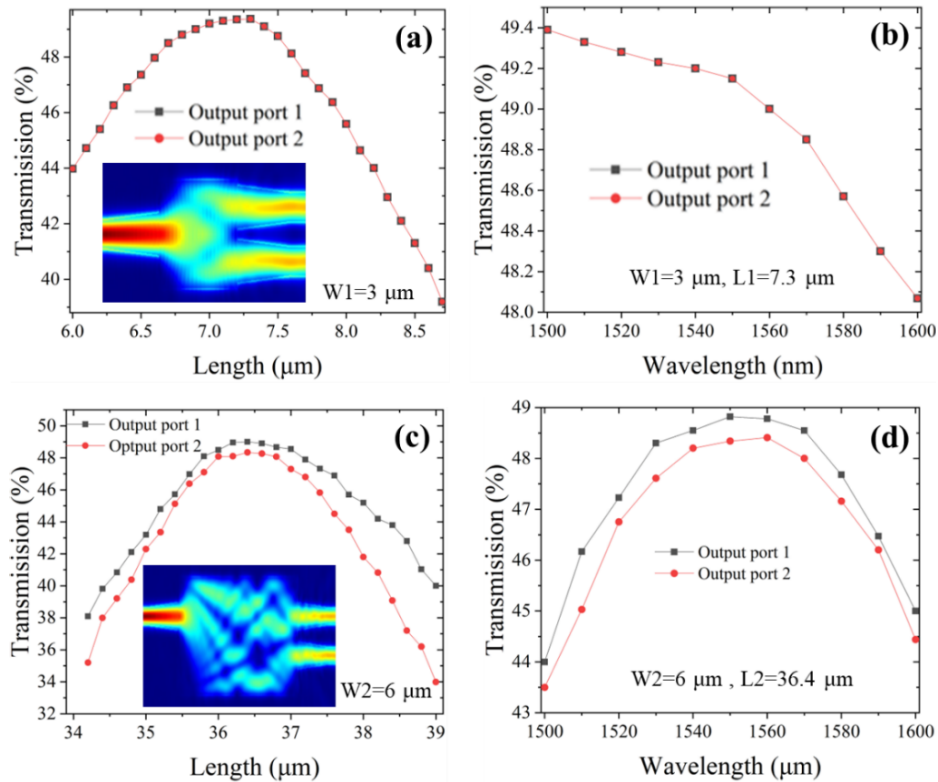 (a)
Transmisision (%)
48
46
44
42
40
Output port 1
Output port 2
W1=3 μm
6.0 6.5 7.0 7.5 8.0 8.5
Length (μm)
(b)
Transmisision (%)
49.4
49.2
49.0
48.8
48.6
48.4
48.2
48.0
Output port 1
Output port 2
W1=3 μm, L1=7.3 μm
1500 1520 1540 1560 1580 1600
Wavelength (nm)
(c)
Transmisision (%)
52
50
48
46
44
42
40
38
36
34
32
Output port 1
Optput port 2
W2=6 μm
34 35 36 37 38 39
Length (μm)
(d)
Transmisision (%)
49
48
47
46
45
44
43
Output port 1
Output port 2
W2=6 μm , L2=36.4 μm
1500 1520 1540 1560 1580 1600
Wavelength (μm)